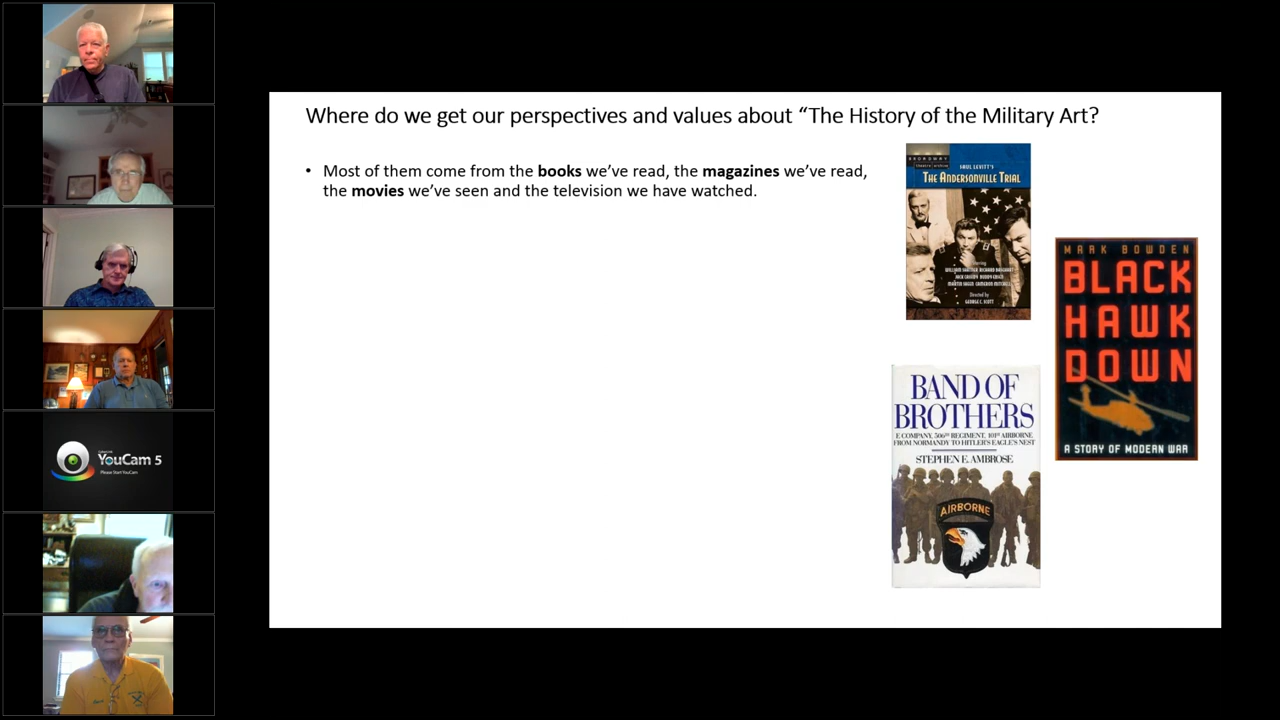 Where do we get our perspectives and values about “The History of the Military Art?
• Most of them come from the books we’ve read, the magazines we’ve read,
the movies we’ve seen and the television we have watched.
SAUL LEVITT'S
THE ANDERSONVILLE TRIAL
Directed by
GEORGE C. SCOTT
MARK BOWDEN
BLACK
HAWK
DOWN
A STORY OF MODERN WAR
BAND OF
BROTHERS
E COMPANY, 506TH REGIMENT, 101ST AIRBORNE
FROM NORMANDY TO HITLER'S EAGLE'S NEST
STEPHEN E. AMBROSE
AIRBORNE
YouCam 5
Please Start YouCam